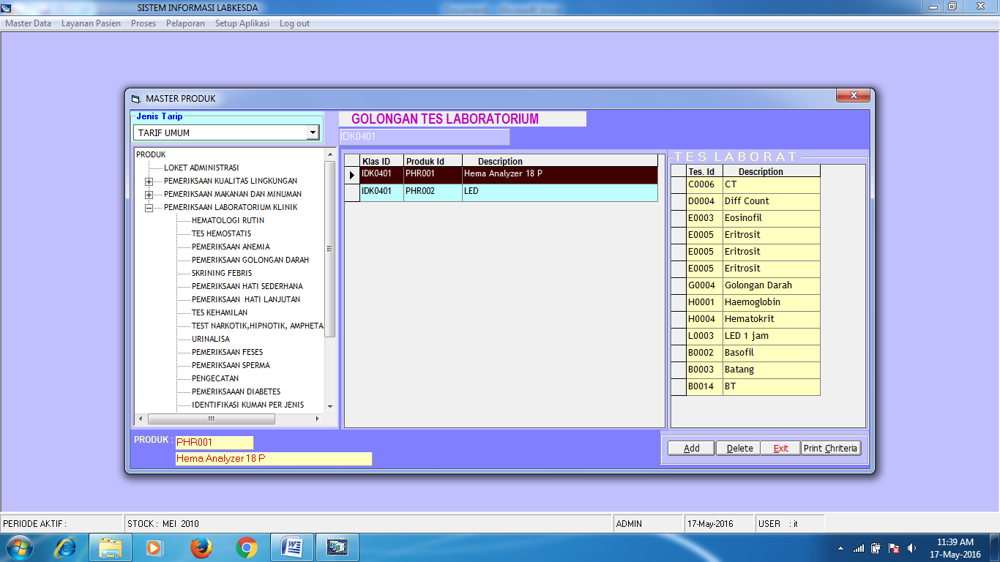 SISTEM INFORMASI LABKESDA
Master Data Layanan Pasien Proses Pelaporan Setup Aplikasi Log out
MASTER PRODUK
Jenis Tarip
TARIF UMUM
PRODUK
LOKET ADMINISTRASI
PEMERIKSAAN KUALITAS LINGKUNGAN
PEMERIKSAAN MAKANAN DAN MINUMAN
PEMERIKSAAN LABORATORIUM KLINIK
HEMATOLOGI RUTIN
TES HEMOSTATIS
PEMERIKSAAN ANEMIA
PEMERIKSAAN GOLONGAN DARAH
SKRINING FEBRIS
PEMERIKSAAN HATI SEDERHANA
PEMERIKSAAN HATI LANJUTAN
TES KEHAMILAN
TEST NARKOTIK,HIPNOTIK, AMPHETA
URINALISA
PEMERIKSAAN FESES
PEMERIKSAAN SPERMA
PENGECATAN
PEMERIKSAAAN DIABETES
IDENTIFIKASI KUMAN PER JENIS
GOLONGAN TES LABORATORIUM
IDK0401
Klas ID Produk Id Description
IDK0401 PHR001 Hema Analyzer 18 P
IDK0401 PHR002 LED
TES LABORAT
Tes. Id Description
C0006 CT
D0004 Diff Count
E0003 Eosinofil
E0005 Eritrosit
E0005 Eritrosit
E0005 Eritrosit
G0004 Golongan Darah
H0001 Haemoglobin
H0004 Hematokrit
L0003 LED 1 jam
B0002 Basofil
B0003 Batang
B0014 BT
PRODUK : PHR001
Hema Analyzer 18 P
Add Delete Exit Print Chriteria
PERIODE AKTIF : STOCK : MEI 2010 ADMIN 17-May-2016 USER : it
11:39 AM
17-May-2016